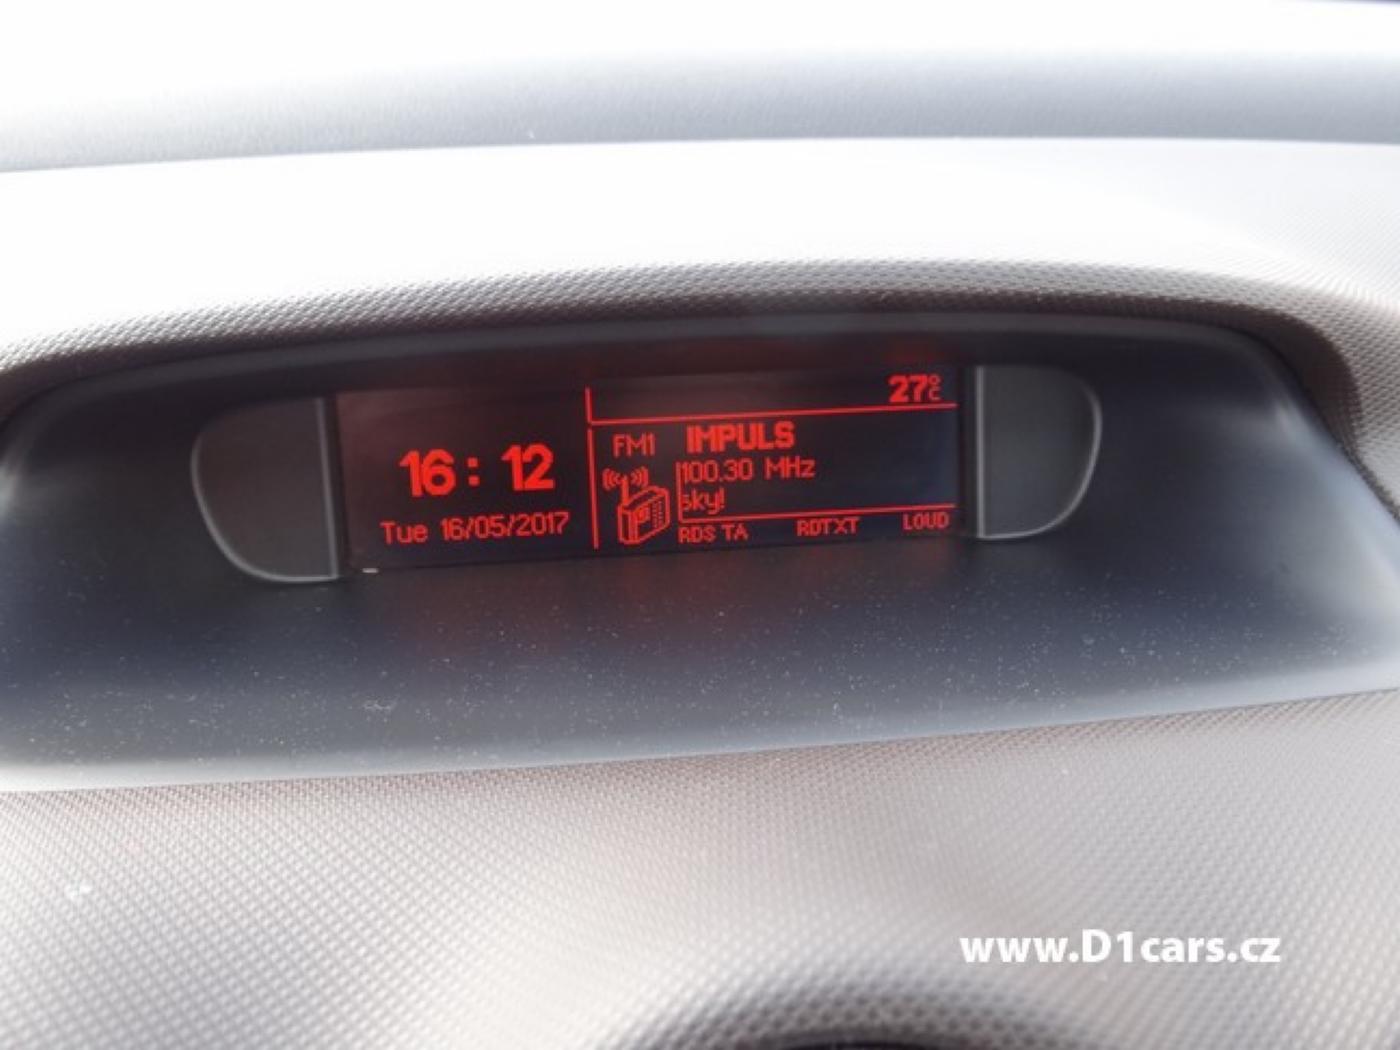 27°C
16:12
Tue 16/05/2017
FM1 IMPULS
100.30 MHz
sky!
RDS TA RDTXT LOUD
www.D1cars.cz